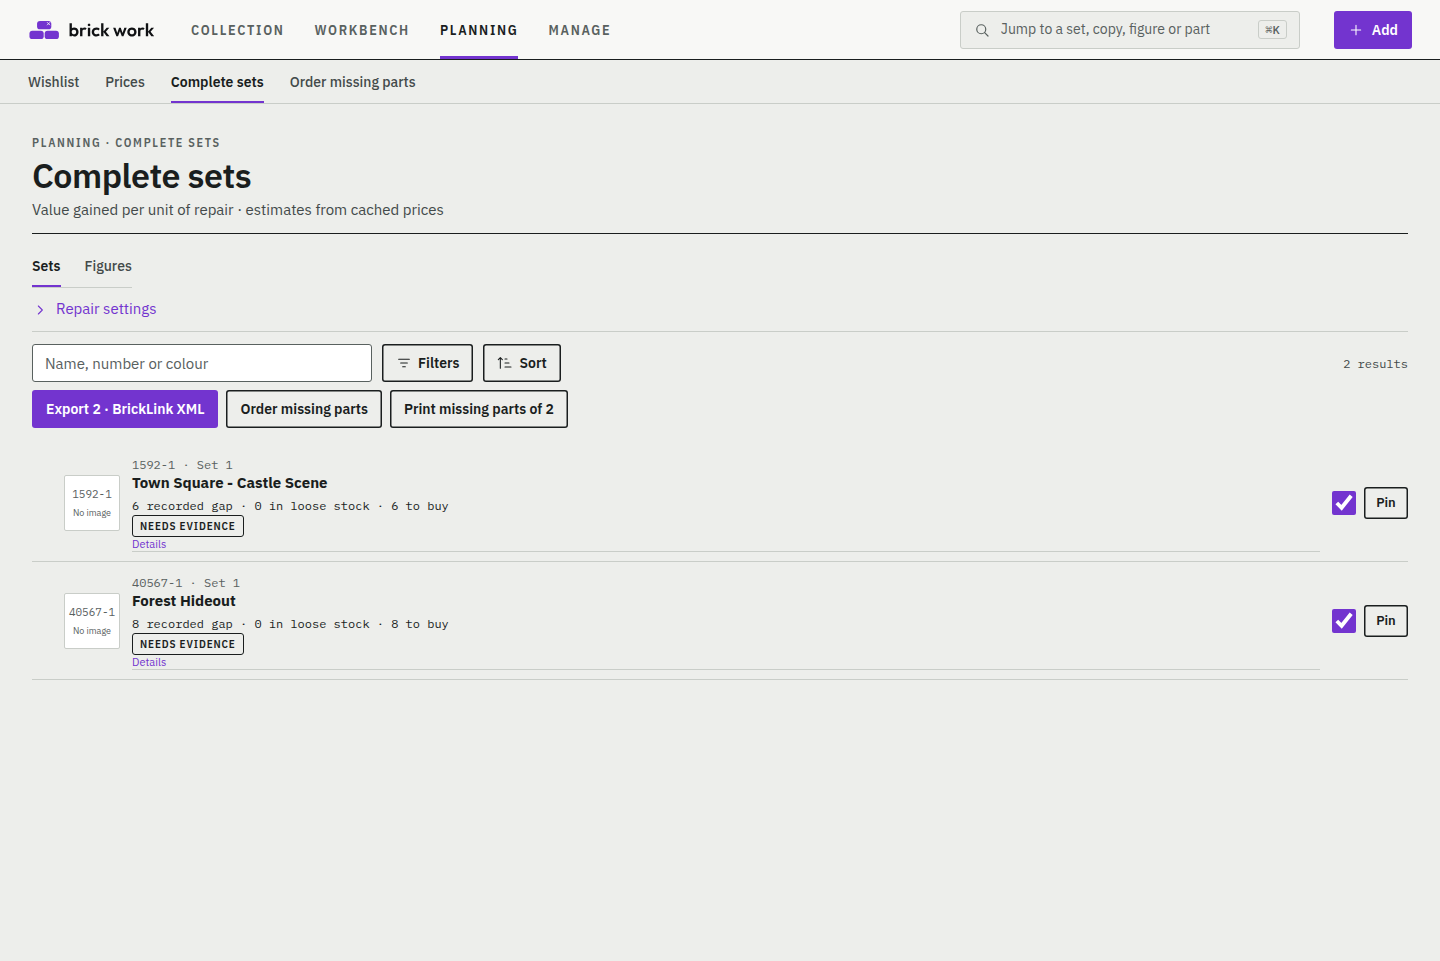 brick work
COLLECTION
WORKBENCH
PLANNING
MANAGE
Jump to a set, copy, figure or part
⌘K
Add
Wishlist
Prices
Complete sets
Order missing parts
PLANNING · COMPLETE SETS
Complete sets
Value gained per unit of repair · estimates from cached prices
Sets
Figures
Repair settings
Name, number or colour
Filters
Sort
2 results
Export 2 · BrickLink XML
Order missing parts
Print missing parts of 2
1592-1 · Set 1
1592-1
No image
Town Square - Castle Scene
6 recorded gap · 0 in loose stock · 6 to buy
NEEDS EVIDENCE
Details
Pin
40567-1 · Set 1
40567-1
No image
Forest Hideout
8 recorded gap · 0 in loose stock · 8 to buy
NEEDS EVIDENCE
Details
Pin